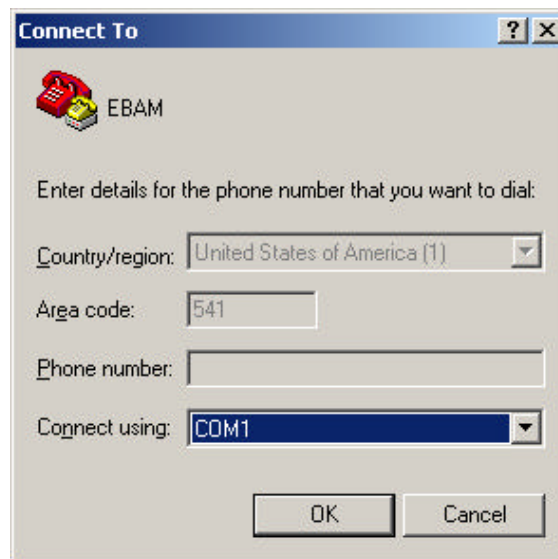 Connect To
EBAM
Enter details for the phone number that you want to dial:
Country/region: United States of America (1)
Area code: 541
Phone number:
Connect using: COM1
OK Cancel